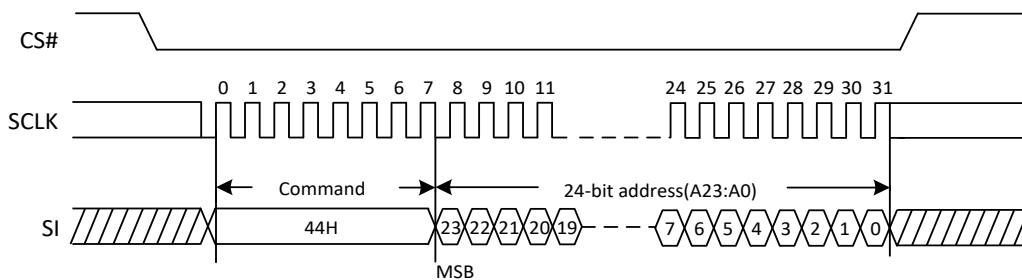 CS#
0 1 2 3 4 5 6 7 8 9 10 11 24 25 26 27 28 29 30 31
SCLK
Command 24-bit address(A23:A0)
SI 44H 23 22 21 20 19 7 6 5 4 3 2 1 0
MSB